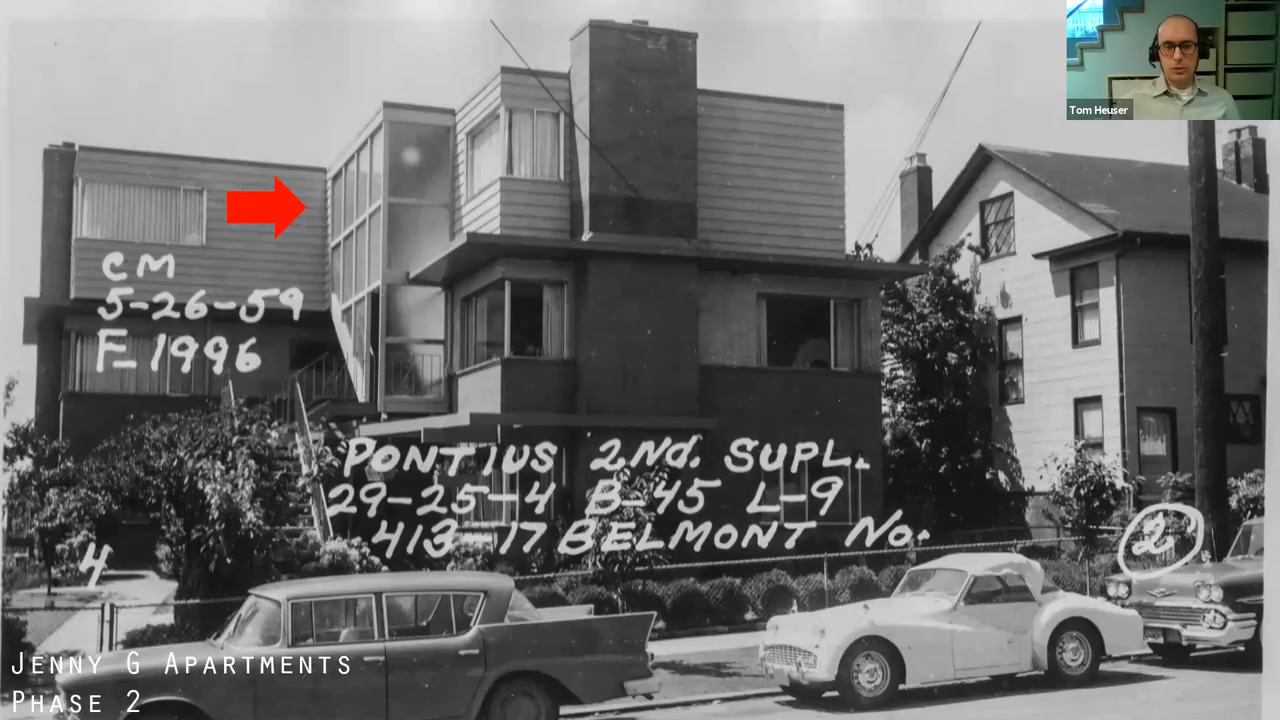 Tom Heuser
CM
5-26-59
F-1996
PONTIUS 2Nd. SUPL.
29-25-4 B-45 L-9
413-17 BELMONT No.
4
2
Jenny G Apartments
Phase 2